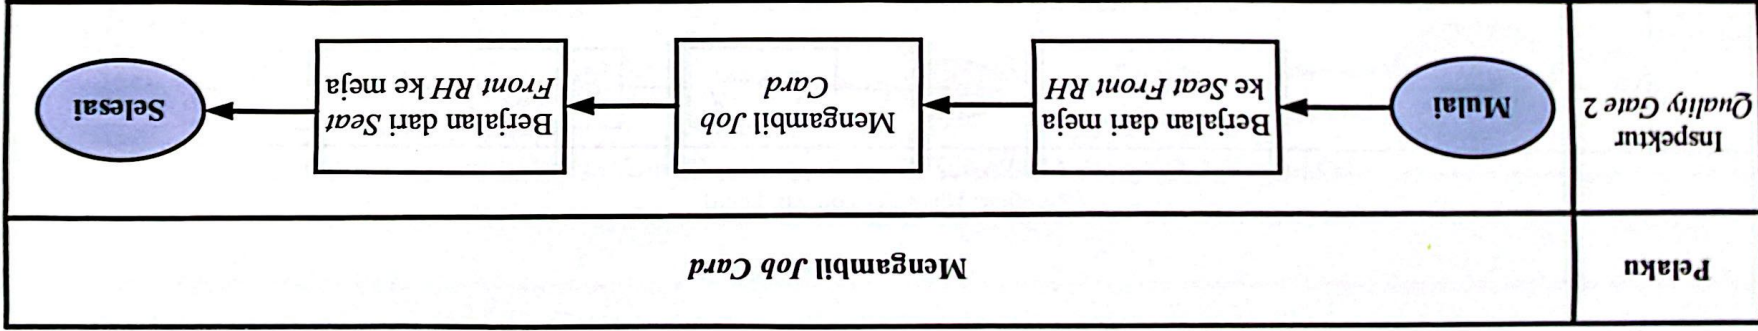 Pelaku
Mengambil Job Card
Inspektur
Quality Gate 2
Mulai
Berjalan dari meja
ke Seat Front RH
Mengambil Job
Card
Berjalan dari Seat
Front RH ke meja
Selesai